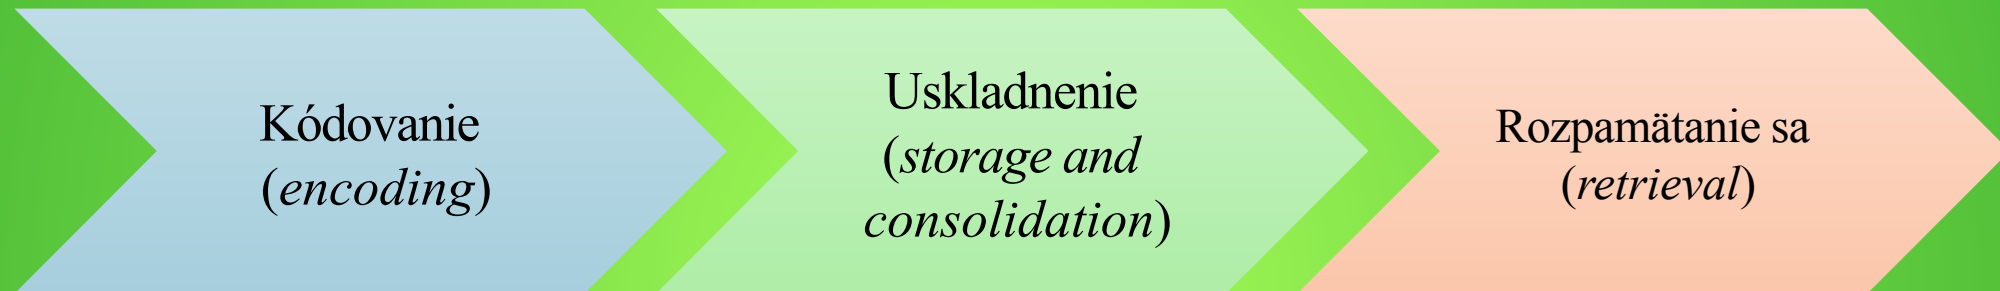 Kódovanie
(encoding)
Uskladnenie
(storage and
consolidation)
Rozpamätanie sa
(retrieval)